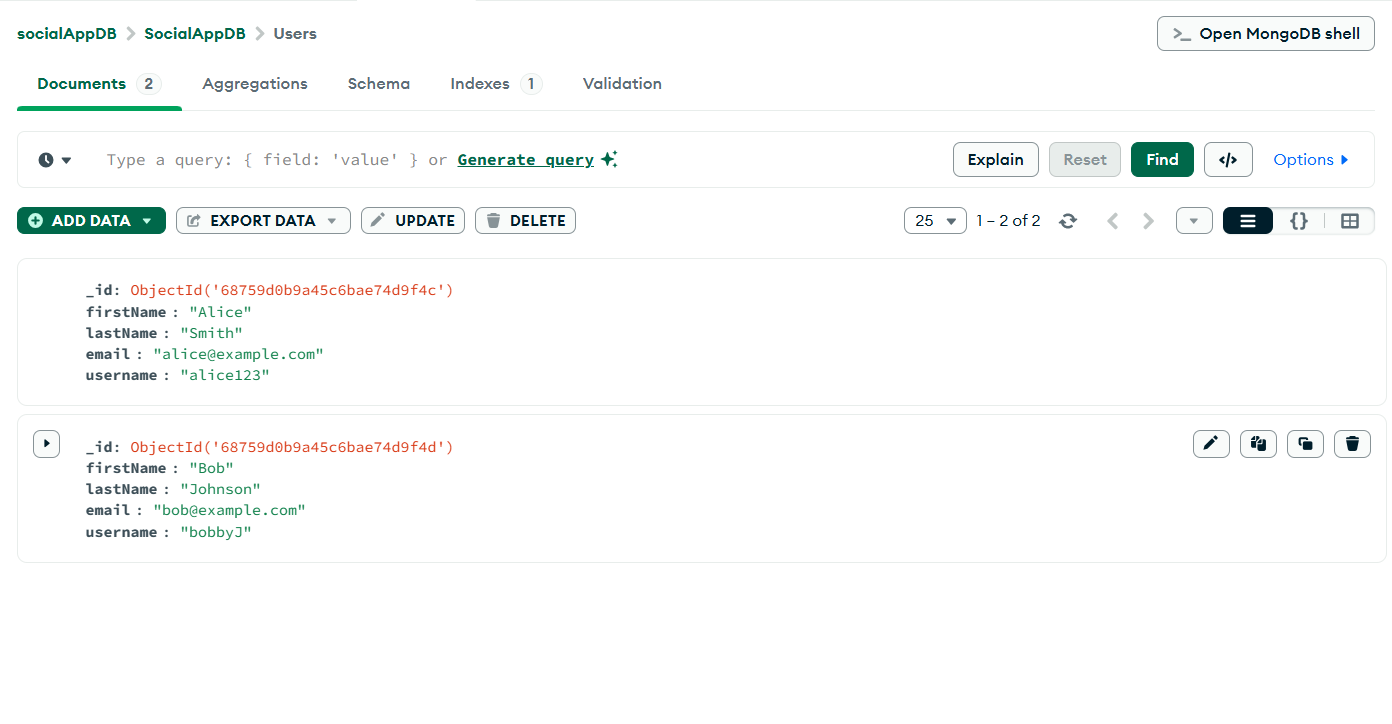 socialAppDB > SocialAppDB > Users
>_ Open MongoDB shell
Documents 2 Aggregations Schema Indexes 1 Validation
Type a query: { field: 'value' } or Generate query
Explain Reset Find </> Options
ADD DATA EXPORT DATA UPDATE DELETE 25 1 – 2 of 2 {}
_id: ObjectId('68759d0b9a45c6bae74d9f4c')
firstName : "Alice"
lastName : "Smith"
email : "alice@example.com"
username : "alice123"
_id: ObjectId('68759d0b9a45c6bae74d9f4d')
firstName : "Bob"
lastName : "Johnson"
email : "bob@example.com"
username : "bobbyJ"